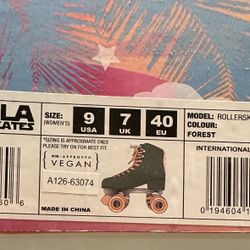 LA
KATES
SIZE:
(WOMEN'S)
9
USA
7
UK
40
EU
*SIZING IS APPROXIMATE ONLY
PLEASE TRY ON FOR BEST FIT.
APPROVED
VEGAN
A126-63074
MADE IN CHINA
MODEL: ROLLERSK
COLOUR:
FOREST
INTERNATIONAL
0 194604 1